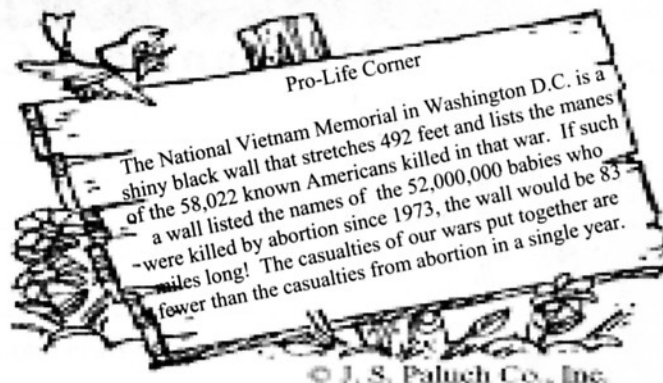 Pro-Life Corner
The National Vietnam Memorial in Washington D.C. is a
shiny black wall that stretches 492 feet and lists the manes
of the 58,022 known Americans killed in that war. If such
a wall listed the names of the 52,000,000 babies who
were killed by abortion since 1973, the wall would be 83
miles long! The casualties of our wars put together are
fewer than the casualties from abortion in a single year.
© J. S. Paluch Co., Inc.